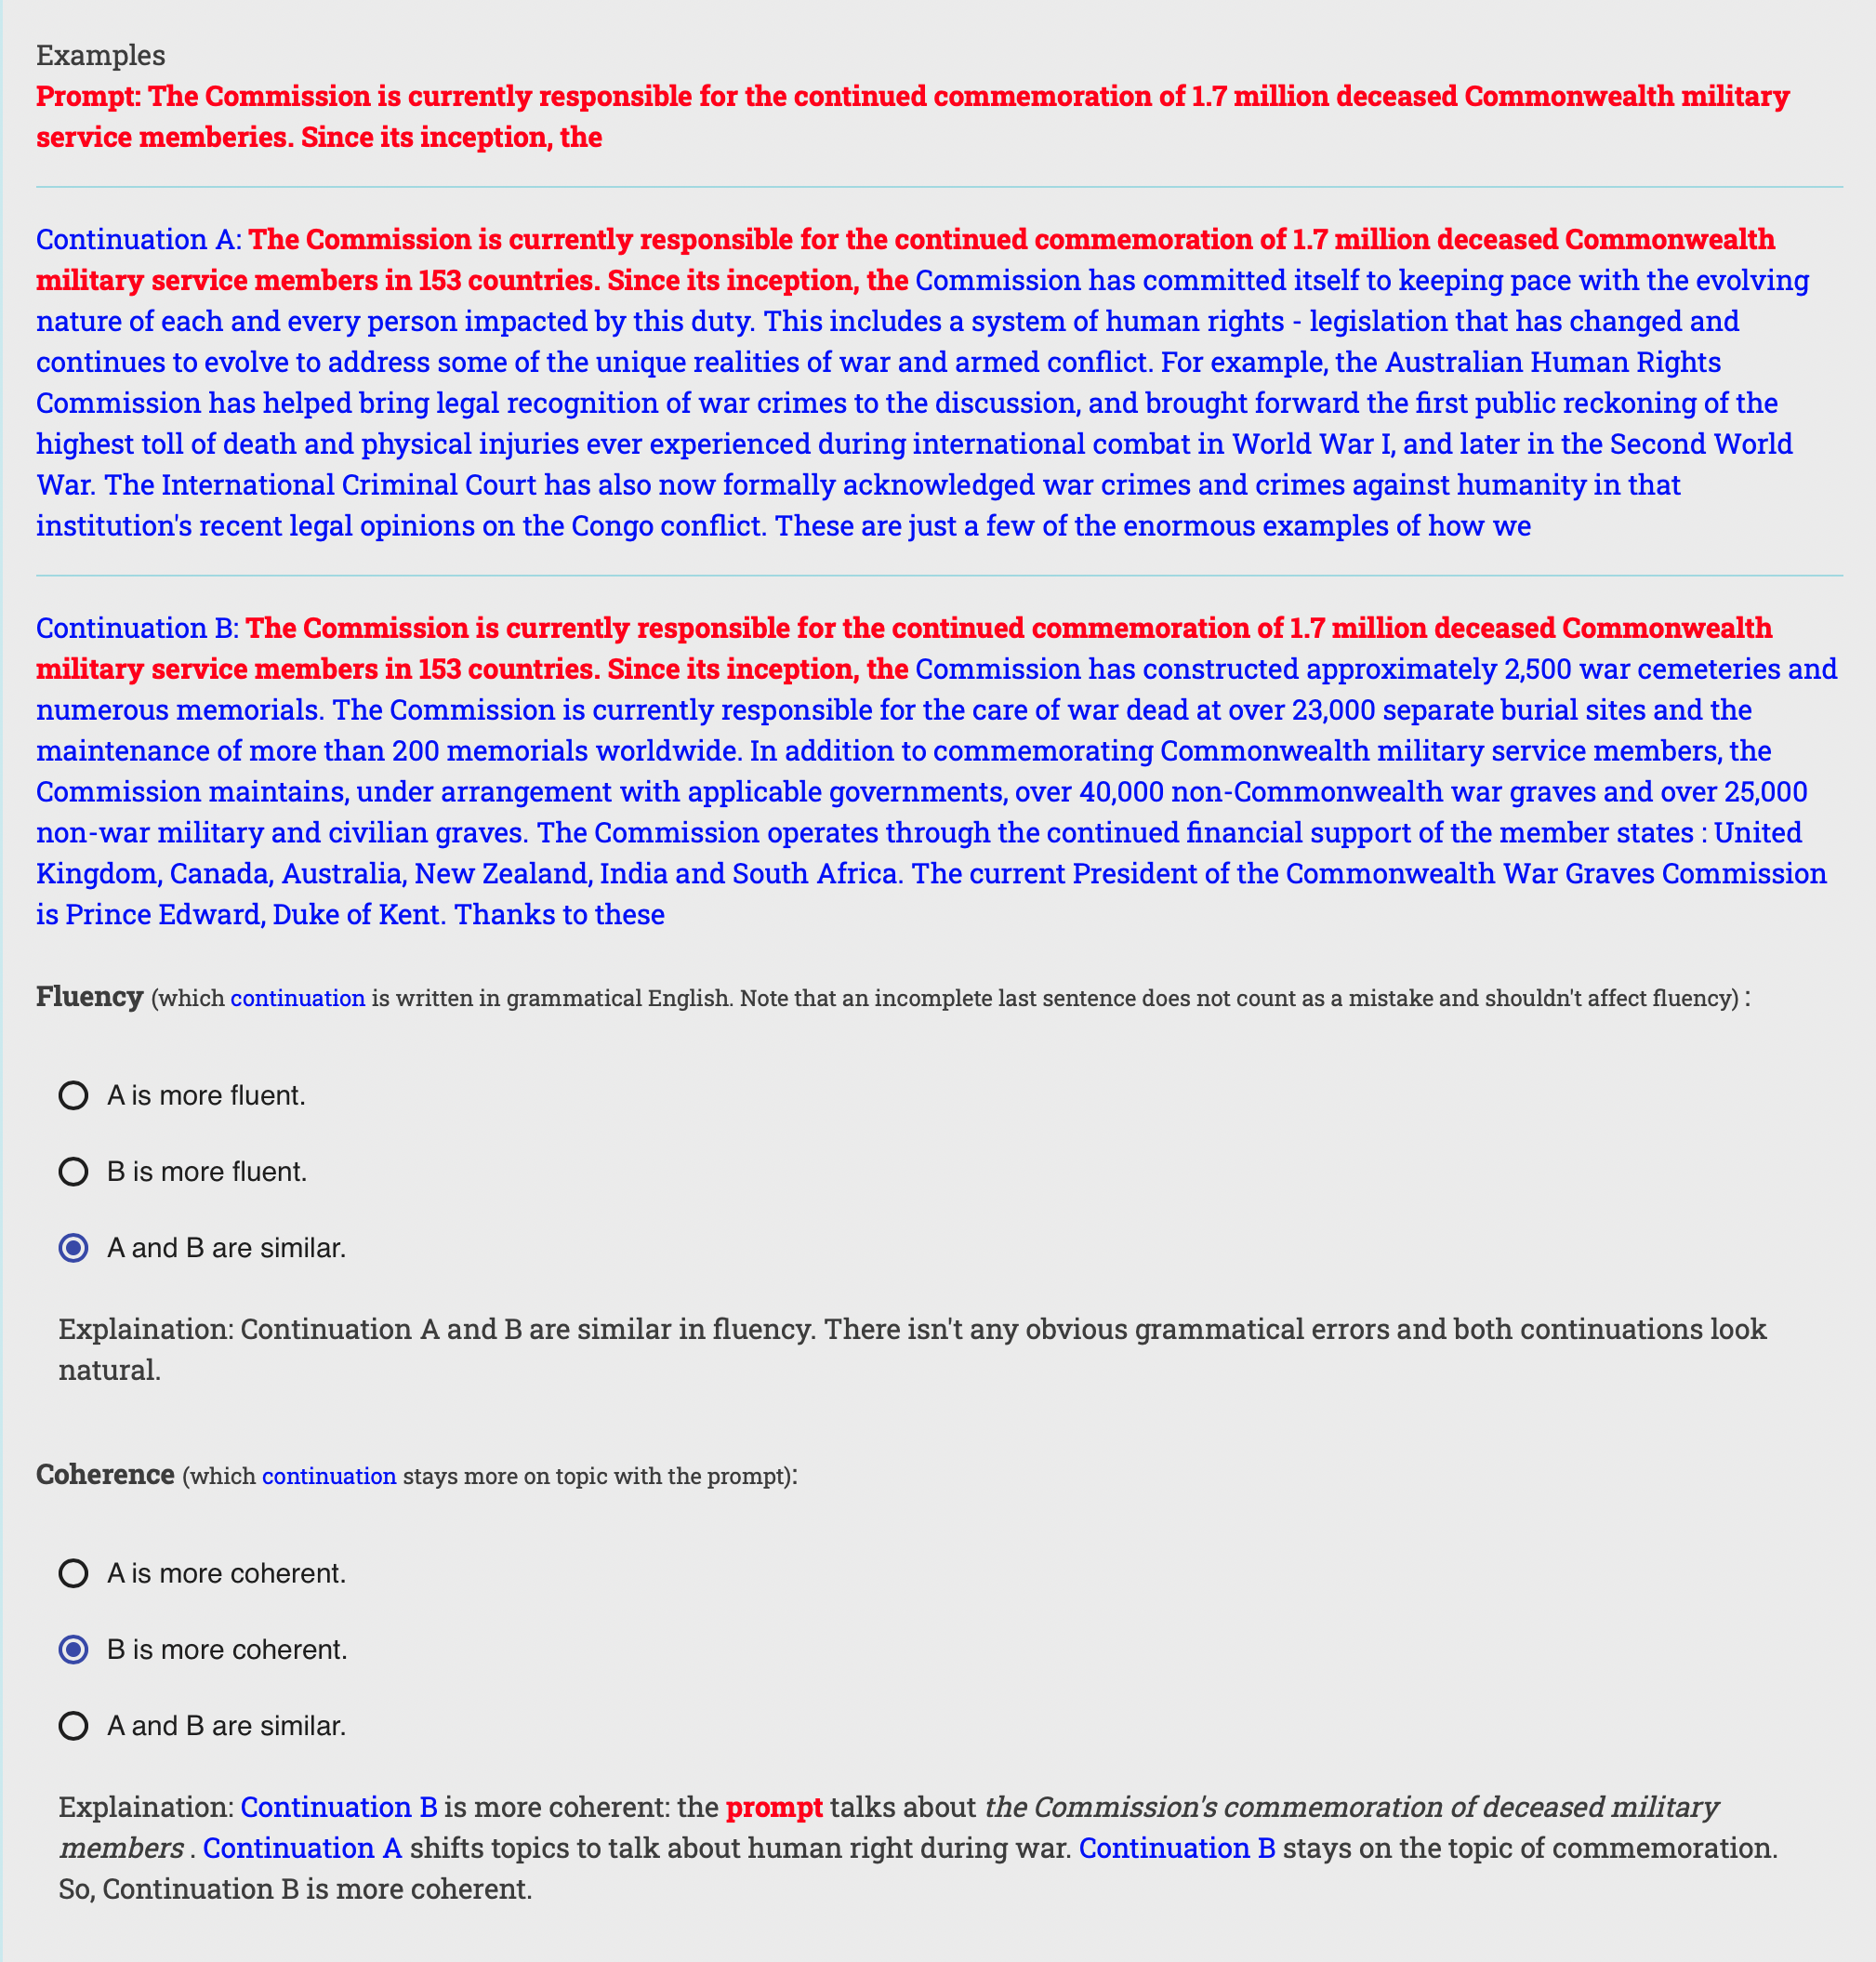 Examples
Prompt: The Commission is currently responsible for the continued commemoration of 1.7 million deceased Commonwealth military
service memberies. Since its inception, the
Continuation A: The Commission is currently responsible for the continued commemoration of 1.7 million deceased Commonwealth
military service members in 153 countries. Since its inception, the Commission has committed itself to keeping pace with the evolving
nature of each and every person impacted by this duty. This includes a system of human rights - legislation that has changed and
continues to evolve to address some of the unique realities of war and armed conflict. For example, the Australian Human Rights
Commission has helped bring legal recognition of war crimes to the discussion, and brought forward the first public reckoning of the
highest toll of death and physical injuries ever experienced during international combat in World War I, and later in the Second World
War. The International Criminal Court has also now formally acknowledged war crimes and crimes against humanity in that
institution's recent legal opinions on the Congo conflict. These are just a few of the enormous examples of how we
Continuation B: The Commission is currently responsible for the continued commemoration of 1.7 million deceased Commonwealth
military service members in 153 countries. Since its inception, the Commission has constructed approximately 2,500 war cemeteries and
numerous memorials. The Commission is currently responsible for the care of war dead at over 23,000 separate burial sites and the
maintenance of more than 200 memorials worldwide. In addition to commemorating Commonwealth military service members, the
Commission maintains, under arrangement with applicable governments, over 40,000 non-Commonwealth war graves and over 25,000
non-war military and civilian graves. The Commission operates through the continued financial support of the member states : United
Kingdom, Canada, Australia, New Zealand, India and South Africa. The current President of the Commonwealth War Graves Commission
is Prince Edward, Duke of Kent. Thanks to these
Fluency (which continuation is written in grammatical English. Note that an incomplete last sentence does not count as a mistake and shouldn't affect fluency) :
A is more fluent.
B is more fluent.
A and B are similar.
Explaination: Continuation A and B are similar in fluency. There isn't any obvious grammatical errors and both continuations look
natural.
Coherence (which continuation stays more on topic with the prompt):
A is more coherent.
B is more coherent.
A and B are similar.
Explaination: Continuation B is more coherent: the prompt talks about the Commission's commemoration of deceased military
members . Continuation A shifts topics to talk about human right during war. Continuation B stays on the topic of commemoration.
So, Continuation B is more coherent.